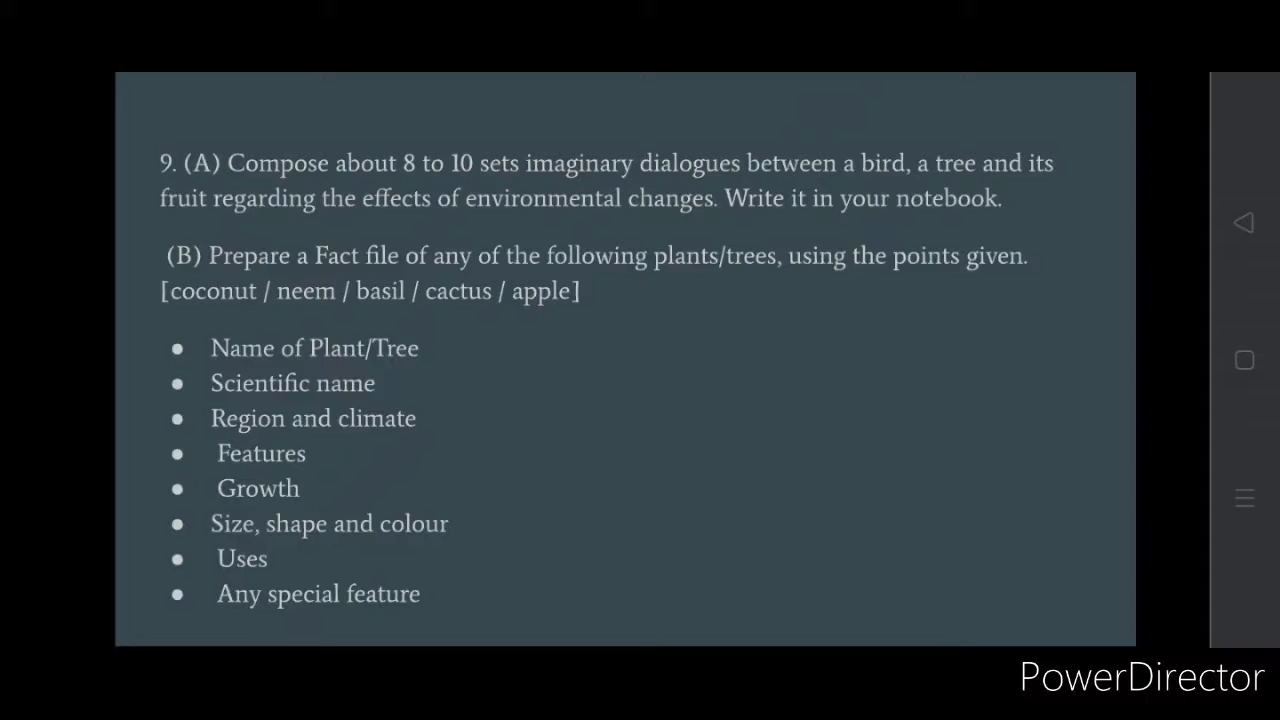 9. (A) Compose about 8 to 10 sets imaginary dialogues between a bird, a tree and its
fruit regarding the effects of environmental changes. Write it in your notebook.
(B) Prepare a Fact file of any of the following plants/trees, using the points given.
[coconut / neem / basil / cactus / apple]
● Name of Plant/Tree
● Scientific name
● Region and climate
● Features
● Growth
● Size, shape and colour
● Uses
● Any special feature
PowerDirector